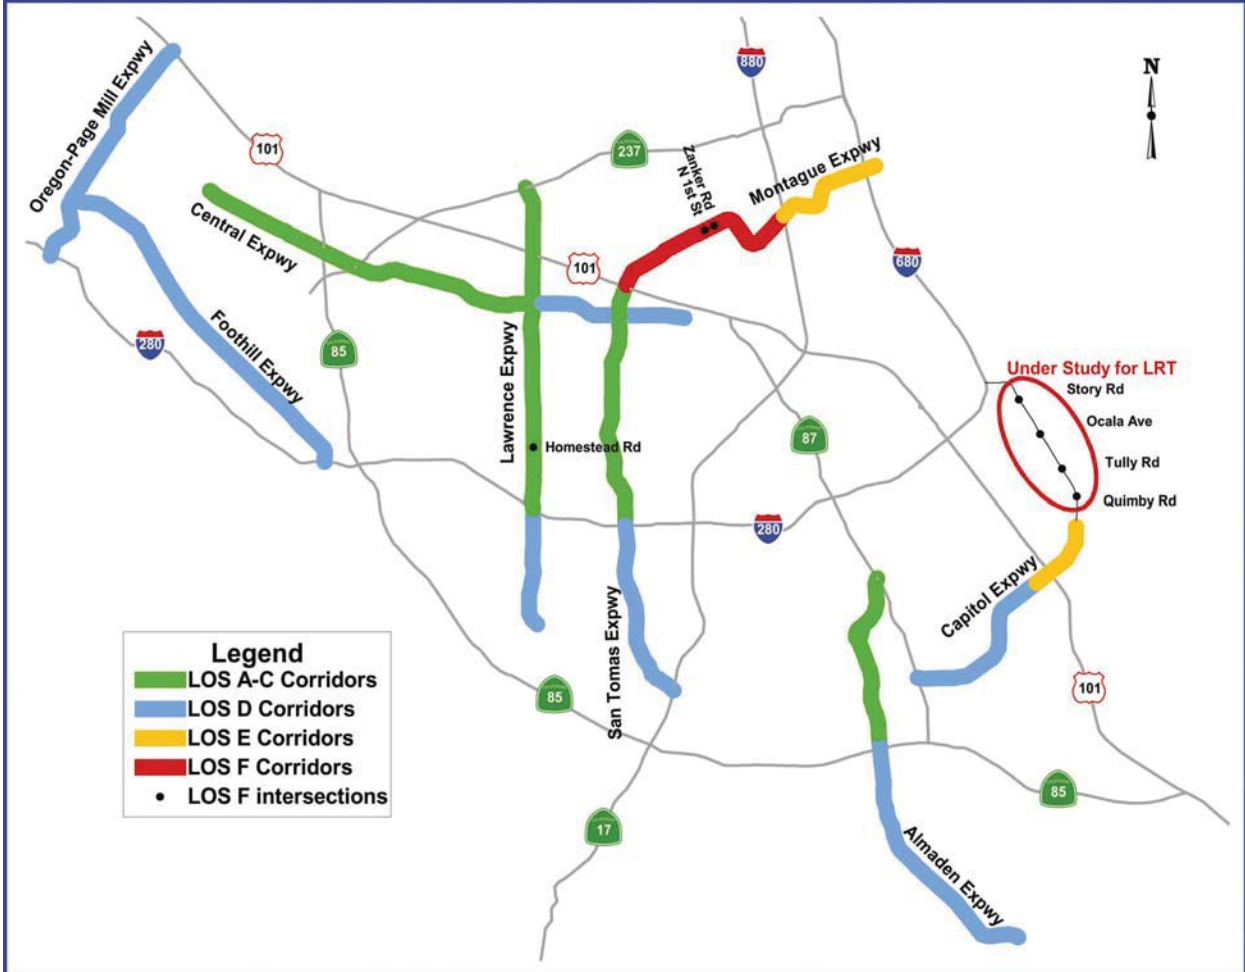 880
N
Oregon-Page Mill Expwy
101
237
Zanker Rd
N 1st St
Montague Expwy
Central Expwy
101
680
280
Foothill Expwy
85
Lawrence Expwy
Under Study for LRT
Story Rd
Ocala Ave
87
Homestead Rd
Tully Rd
Quimby Rd
280
Capitol Expwy
San Tomas Expwy
Legend
LOS A-C Corridors
LOS D Corridors
LOS E Corridors
LOS F Corridors
LOS F intersections
85
101
85
17
Almaden Expwy